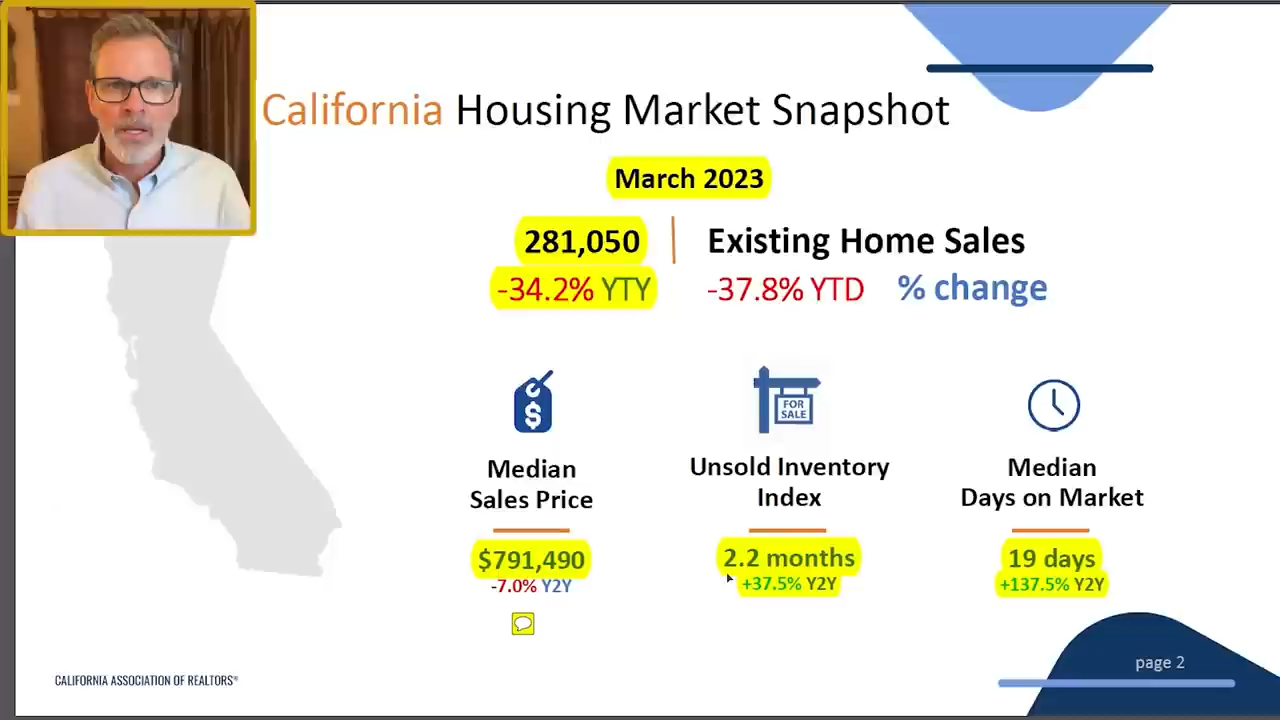 California Housing Market Snapshot
March 2023
281,050 Existing Home Sales
-34.2% YTY -37.8% YTD % change
FOR
SALE
Median
Sales Price
$791,490
-7.0% Y2Y
Unsold Inventory
Index
2.2 months
+37.5% Y2Y
Median
Days on Market
19 days
+137.5% Y2Y
page 2
CALIFORNIA ASSOCIATION OF REALTORS®